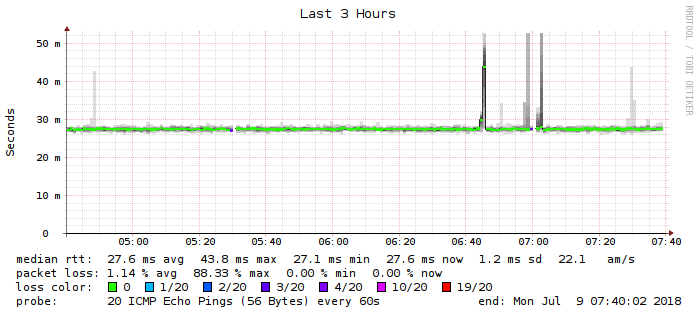 Last 3 Hours
RRDTOOL / TOBI OETIKER
Seconds
50 m
40 m
30 m
20 m
10 m
0
05:00 05:20 05:40 06:00 06:20 06:40 07:00 07:20 07:40
median rtt: 27.6 ms avg 43.8 ms max 27.1 ms min 27.6 ms now 1.2 ms sd 22.1 am/s
packet loss: 1.14 % avg 88.33 % max 0.00 % min 0.00 % now
loss color: 0 1/20 2/20 3/20 4/20 10/20 19/20
probe: 20 ICMP Echo Pings (56 Bytes) every 60s end: Mon Jul 9 07:40:02 2018